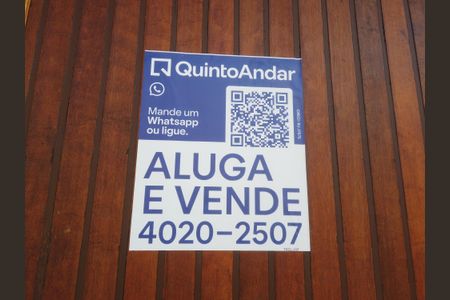 QuintoAndar
Mande um
Whatsapp
ou ligue.
ALUGA
E VENDE
4020-2507